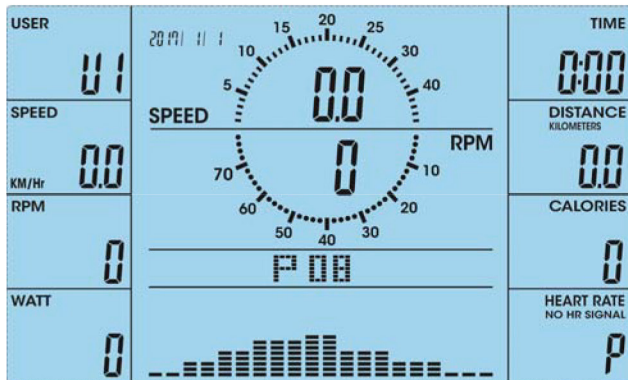 USER
U1
SPEED
KM/Hr 0.0
RPM
0
WATT
0
2017/ 1/ 1
5 10 15 20 25 30 40
SPEED 0.0
0 RPM
70 60 50 40 30 20 10
P 08
TIME
0:00
DISTANCE
KILOMETERS
0.0
CALORIES
0
HEART RATE
NO HR SIGNAL
P